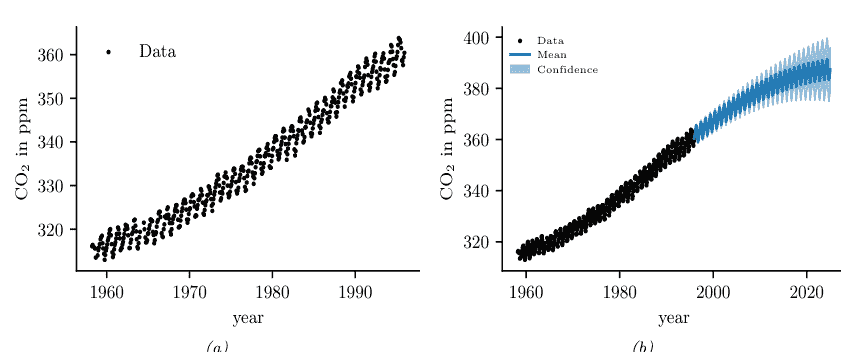 Data
360
350
340
330
320
CO2 in ppm
1960 1970 1980 1990
year
(a)
Data
Mean
Confidence
400
380
360
340
320
CO2 in ppm
1960 1980 2000 2020
year
(b)